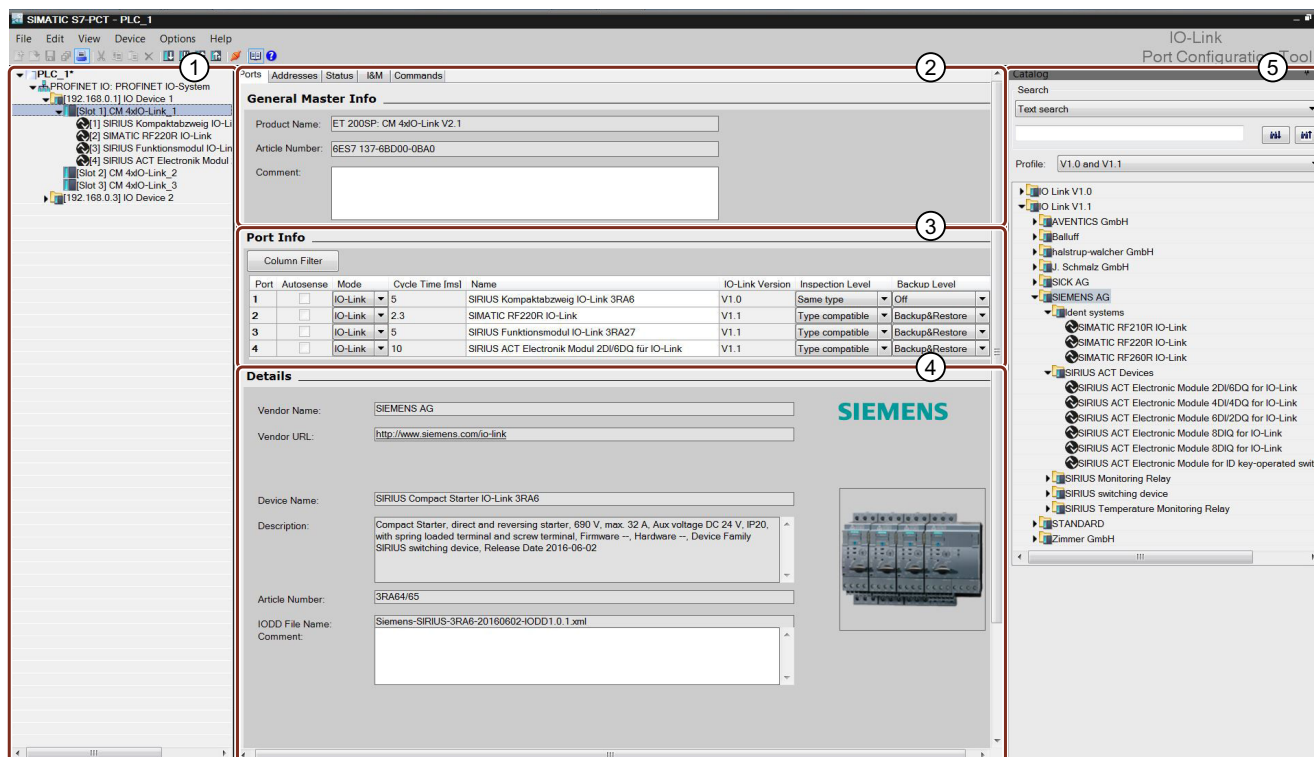 SIMATIC S7-PCT - PLC_1
File Edit View Device Options Help
IO-Link
Port Configuration Tool
1
PLC_1*
PROFINET IO: PROFINET IO-System
[192.168.0.1] IO Device 1
[Slot 1] CM 4xIO-Link_1
[1] SIRIUS Kompaktabzweig IO-Li
[2] SIMATIC RF220R IO-Link
[3] SIRIUS Funktionsmodul IO-Lin
[4] SIRIUS ACT Electronik Modul
[Slot 2] CM 4xIO-Link_2
[Slot 3] CM 4xIO-Link_3
[192.168.0.3] IO Device 2
Ports Addresses Status I&M Commands
2
General Master Info
Product Name: ET 200SP: CM 4xIO-Link V2.1
Article Number: 6ES7 137-6BD00-0BA0
Comment:
3
Port Info
Column Filter
Port Autosense Mode Cycle Time [ms] Name IO-Link Version Inspection Level Backup Level
1 IO-Link 5 SIRIUS Kompaktabzweig IO-Link 3RA6 V1.0 Same type Off
2 IO-Link 2.3 SIMATIC RF220R IO-Link V1.1 Type compatible Backup&Restore
3 IO-Link 5 SIRIUS Funktionsmodul IO-Link 3RA27 V1.1 Type compatible Backup&Restore
4 IO-Link 10 SIRIUS ACT Electronik Modul 2DI/6DQ für IO-Link V1.1 Type compatible Backup&Restore
4
Details
Vendor Name: SIEMENS AG
SIEMENS
Vendor URL: http://www.siemens.com/io-link
Device Name: SIRIUS Compact Starter IO-Link 3RA6
Description: Compact Starter, direct and reversing starter, 690 V, max. 32 A, Aux voltage DC 24 V, IP20,
with spring loaded terminal and screw terminal, Firmware --, Hardware --, Device Family
SIRIUS switching device, Release Date 2016-06-02
Article Number: 3RA64/65
IODD File Name: Siemens-SIRIUS-3RA6-20160602-IODD1.0.1.xml
Comment:
5
Catalog
Search
Text search
Profile: V1.0 and V1.1
IO Link V1.0
IO Link V1.1
AVENTICS GmbH
Balluff
halstrup-walcher GmbH
J. Schmalz GmbH
SICK AG
SIEMENS AG
Ident systems
SIMATIC RF210R IO-Link
SIMATIC RF220R IO-Link
SIMATIC RF260R IO-Link
SIRIUS ACT Devices
SIRIUS ACT Electronic Module 2DI/6DQ for IO-Link
SIRIUS ACT Electronic Module 4DI/4DQ for IO-Link
SIRIUS ACT Electronic Module 6DI/2DQ for IO-Link
SIRIUS ACT Electronic Module 8DIQ for IO-Link
SIRIUS ACT Electronic Module 8DIQ for IO-Link
SIRIUS ACT Electronic Module for ID key-operated swit
SIRIUS Monitoring Relay
SIRIUS switching device
SIRIUS Temperature Monitoring Relay
STANDARD
Zimmer GmbH